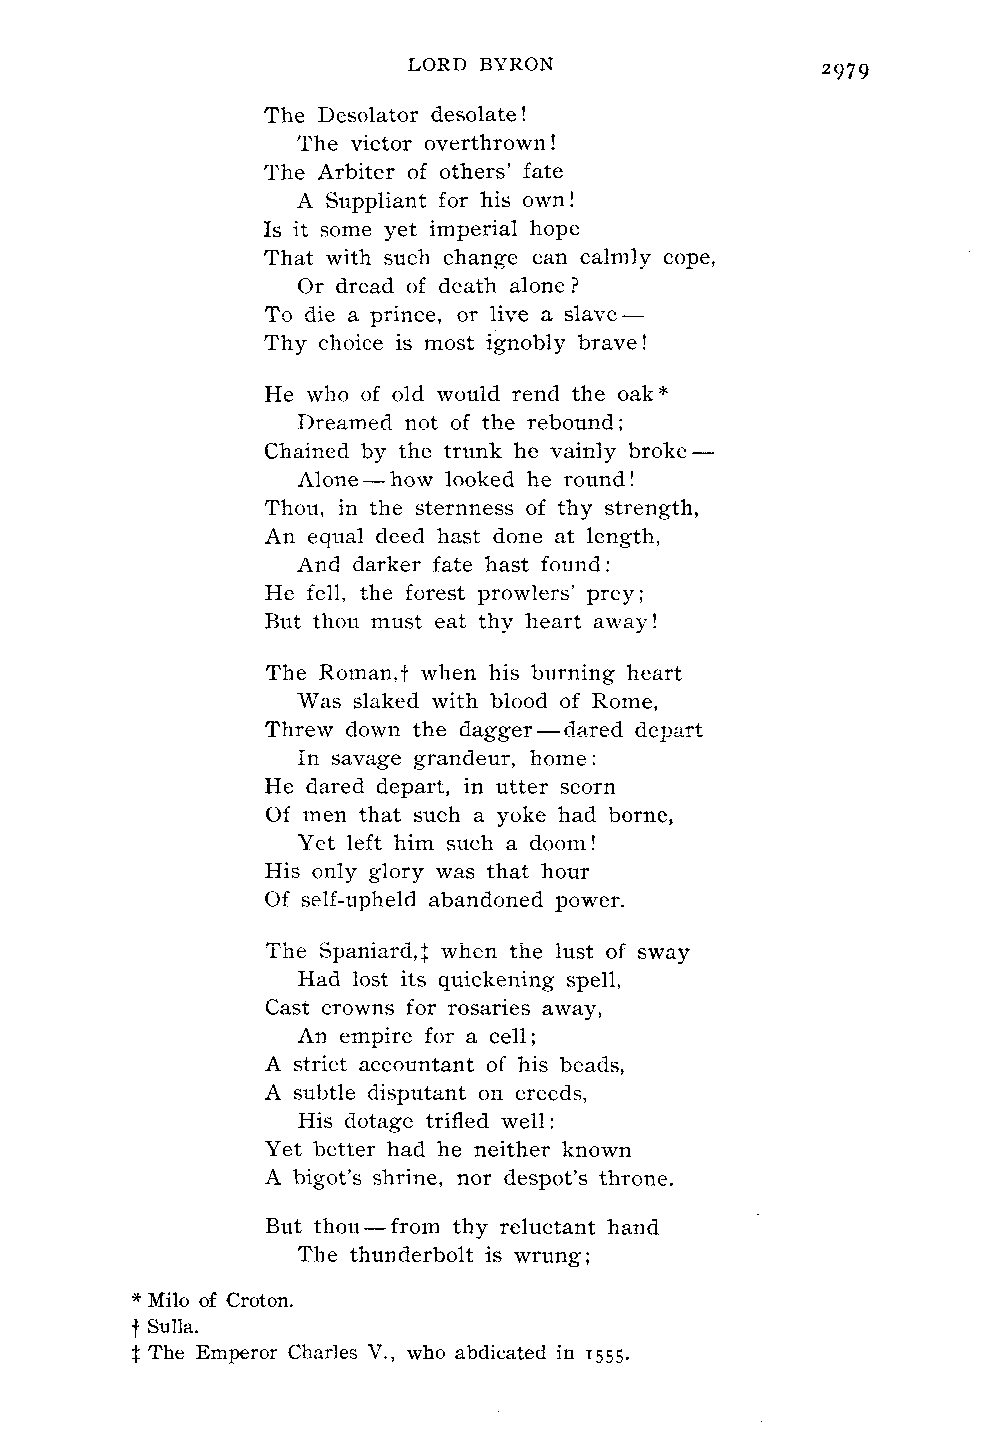 LORD BYRON 2979
The Desolator desolate!
The victor overthrown!
The Arbiter of others' fate
A Suppliant for his own!
Is it some yet imperial hope
That with such change can calmly cope,
Or dread of death alone?
To die a prince, or live a slave—
Thy choice is most ignobly brave!
He who of old would rend the oak*
Dreamed not of the rebound;
Chained by the trunk he vainly broke—
Alone—how looked he round!
Thou, in the sternness of thy strength,
An equal deed hast done at length,
And darker fate hast found:
He fell, the forest prowlers' prey;
But thou must eat thy heart away!
The Roman,† when his burning heart
Was slaked with blood of Rome,
Threw down the dagger—dared depart
In savage grandeur, home:
He dared depart, in utter scorn
Of men that such a yoke had borne,
Yet left him such a doom!
His only glory was that hour
Of self-upheld abandoned power.
The Spaniard,‡ when the lust of sway
Had lost its quickening spell,
Cast crowns for rosaries away,
An empire for a cell;
A strict accountant of his beads,
A subtle disputant on creeds,
His dotage trifled well:
Yet better had he neither known
A bigot's shrine, nor despot's throne.
But thou—from thy reluctant hand
The thunderbolt is wrung;
* Milo of Croton.
† Sulla.
‡ The Emperor Charles V., who abdicated in 1555.